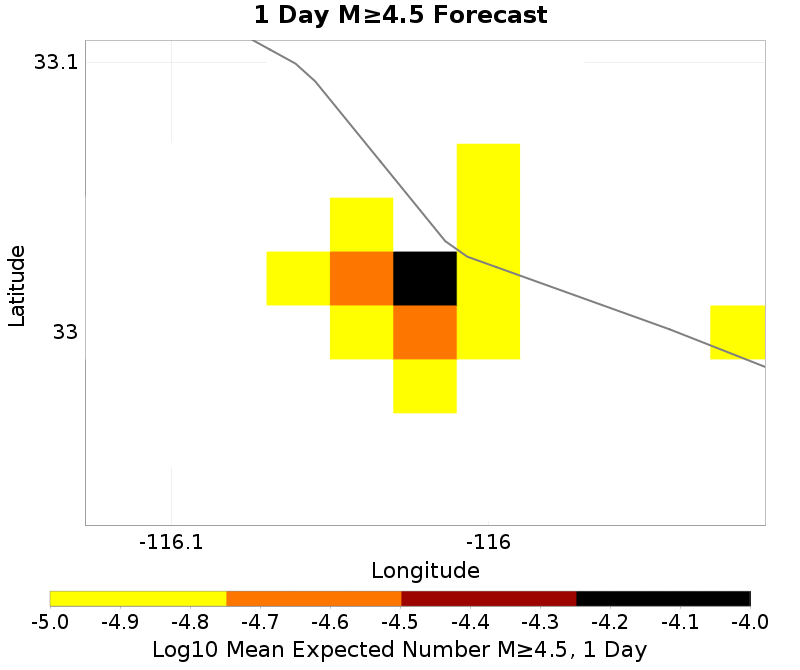 1 Day M≥4.5 Forecast
33.1
33
Latitude
-116.1 -116
Longitude
-5.0 -4.9 -4.8 -4.7 -4.6 -4.5 -4.4 -4.3 -4.2 -4.1 -4.0
Log10 Mean Expected Number M≥4.5, 1 Day